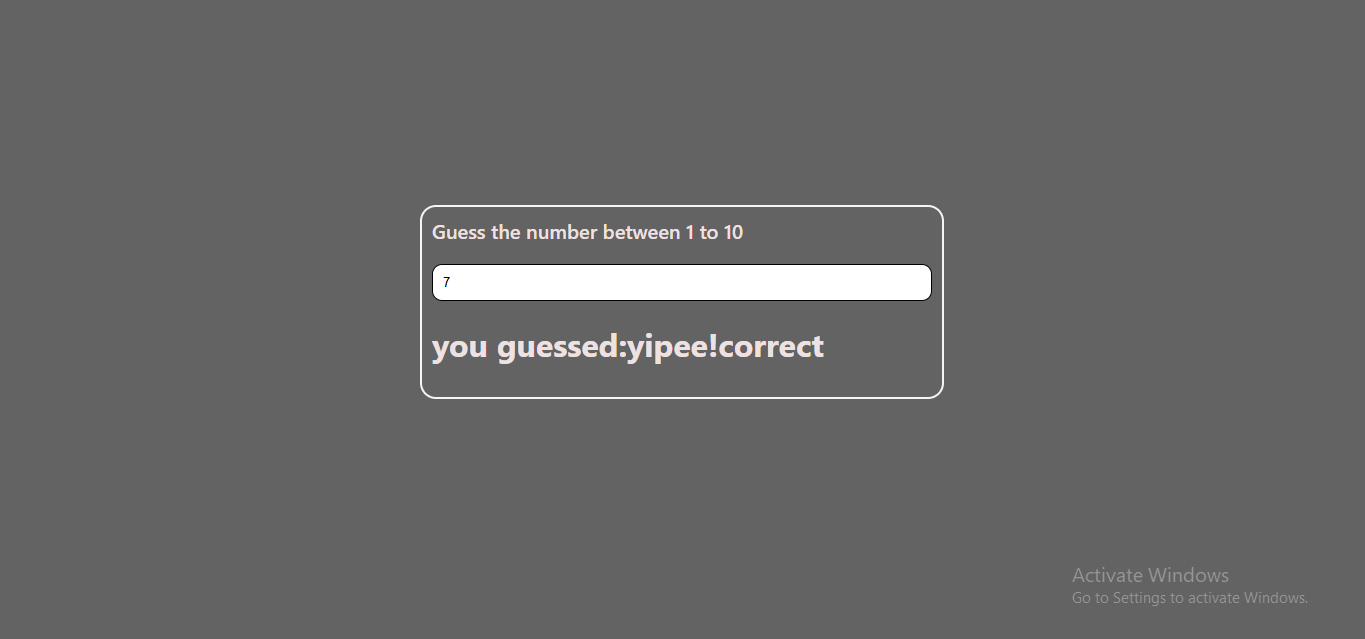 Guess the number between 1 to 10
7
you guessed:yipee!correct
Activate Windows
Go to Settings to activate Windows.